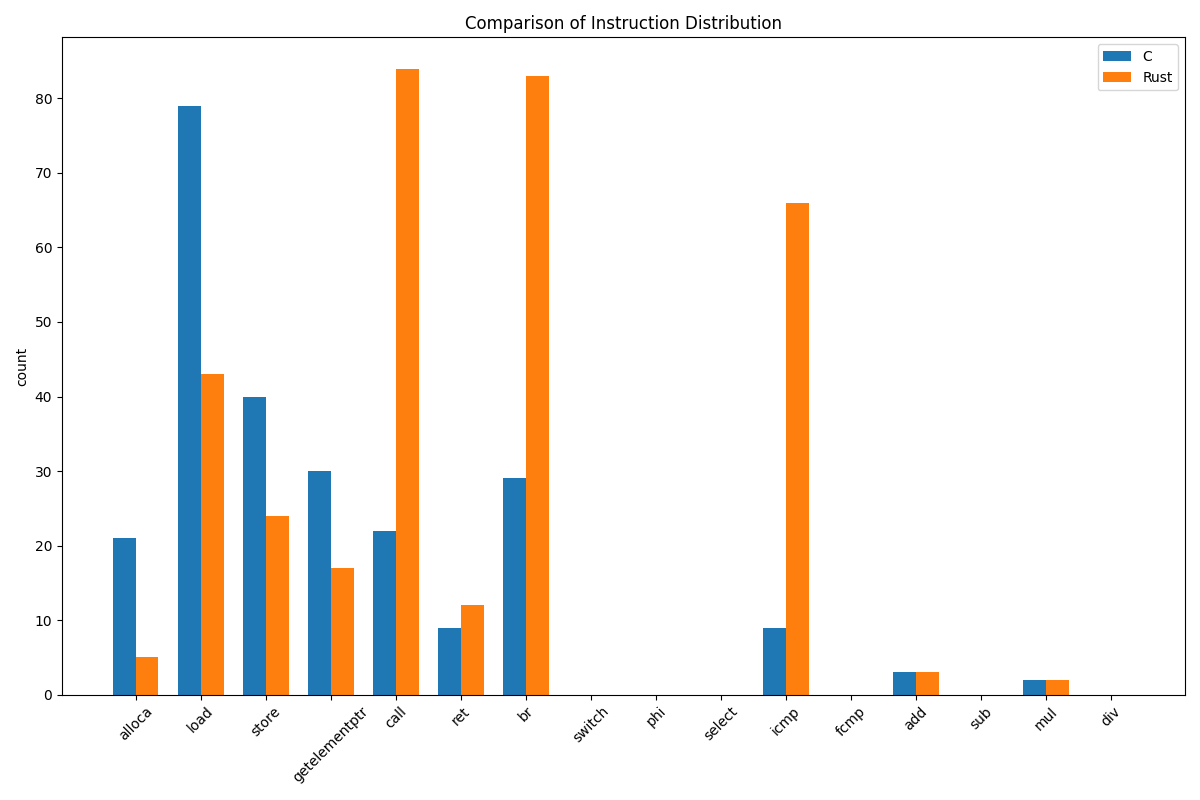 Comparison of Instruction Distribution
C
Rust
count
80
70
60
50
40
30
20
10
0
alloca
load
store
getelementptr
call
ret
br
switch
phi
select
icmp
fcmp
add
sub
mul
div